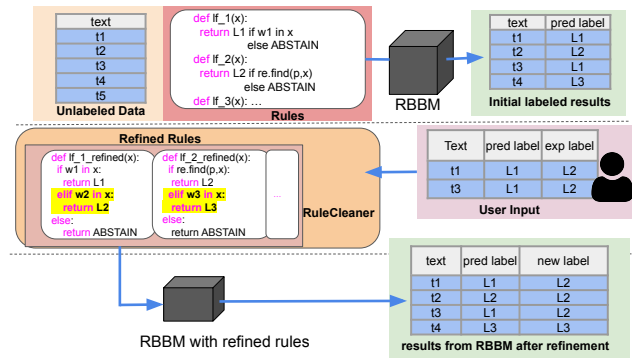 text
t1
t2
t3
t4
t5
Unlabeled Data
def lf_1(x):
return L1 if w1 in x
else ABSTAIN
def lf_2(x):
return L2 if re.find(p,x)
else ABSTAIN
def lf_3(x): ...
Rules
RBBM
text pred label
t1 L1
t2 L2
t3 L1
t4 L3
Initial labeled results
Refined Rules
def lf_1_refined(x):
if w1 in x:
return L1
elif w2 in x:
return L2
else:
return ABSTAIN
def lf_2_refined(x):
if re.find(p,x):
return L2
elif w3 in x:
return L3
else:
return ABSTAIN
...
RuleCleaner
Text pred label exp label
t1 L1 L2
t3 L1 L2
User Input
RBBM with refined rules
text pred label new label
t1 L1 L2
t2 L2 L2
t3 L1 L2
t4 L3 L3
results from RBBM after refinement